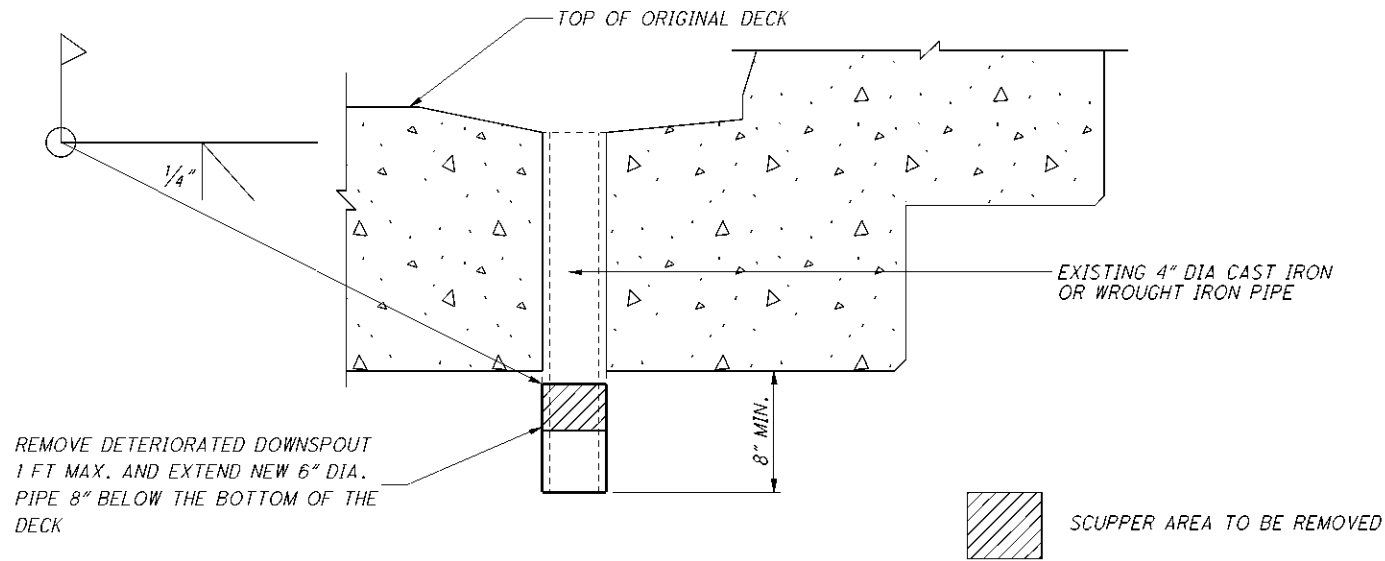 TOP OF ORIGINAL DECK
1/4"
EXISTING 4" DIA CAST IRON
OR WROUGHT IRON PIPE
8" MIN.
REMOVE DETERIORATED DOWNSPOUT
1 FT MAX. AND EXTEND NEW 6" DIA.
PIPE 8" BELOW THE BOTTOM OF THE
DECK
SCUPPER AREA TO BE REMOVED